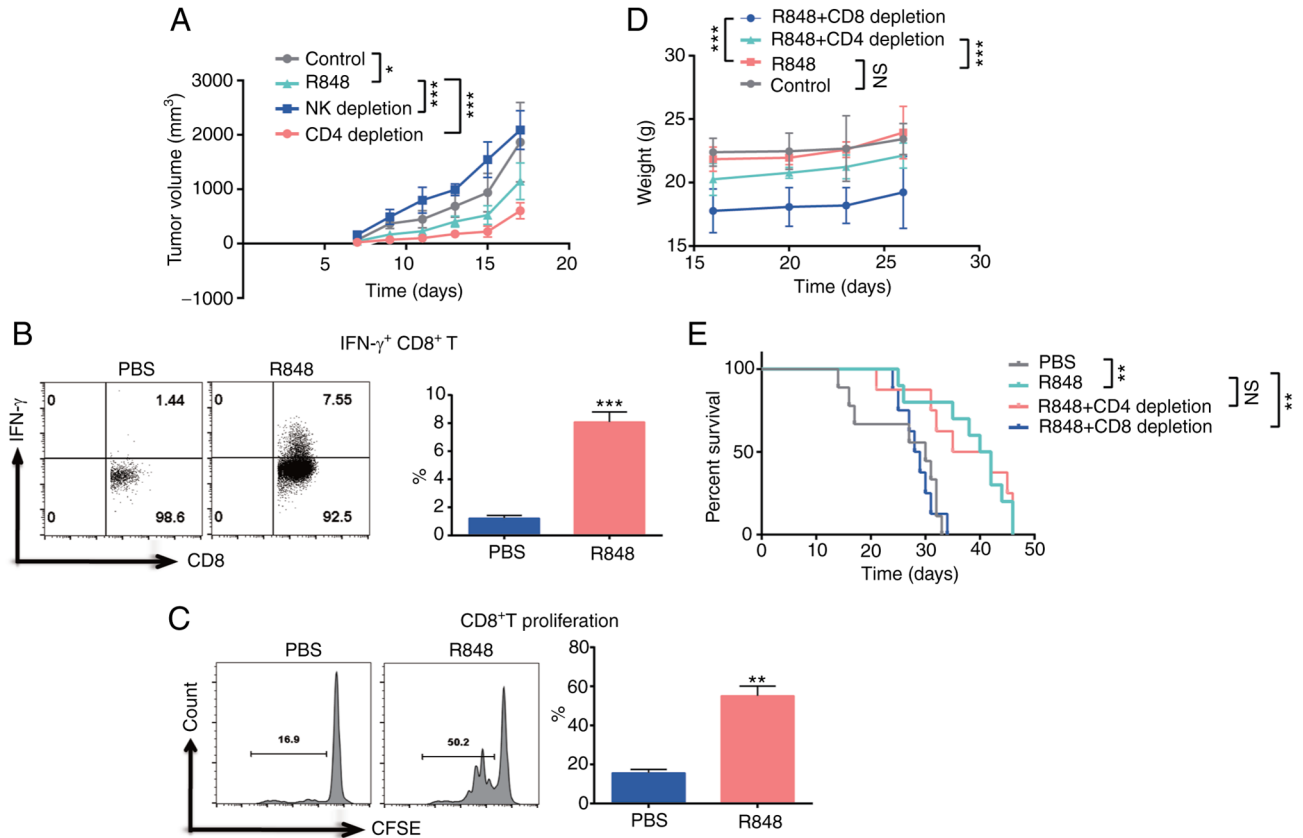 A
Control
R848
NK depletion
CD4 depletion
*
***
***
3000
2000
1000
0
−1000
5
10
15
20
Tumor volume (mm³)
Time (days)
D
R848+CD8 depletion
R848+CD4 depletion
R848
Control
***
***
NS
30
25
20
15
15
20
25
30
Weight (g)
Time (days)
B
IFN-γ⁺ CD8⁺ T
PBS
R848
0
1.44
0
98.6
0
7.55
0
92.5
IFN-γ
CD8
10
8
6
4
2
0
%
***
PBS
R848
E
PBS
R848
R848+CD4 depletion
R848+CD8 depletion
**
NS
**
100
50
0
0
10
20
30
40
50
Percent survival
Time (days)
C
CD8⁺T proliferation
PBS
R848
16.9
50.2
Count
CFSE
80
60
40
20
0
%
**
PBS
R848